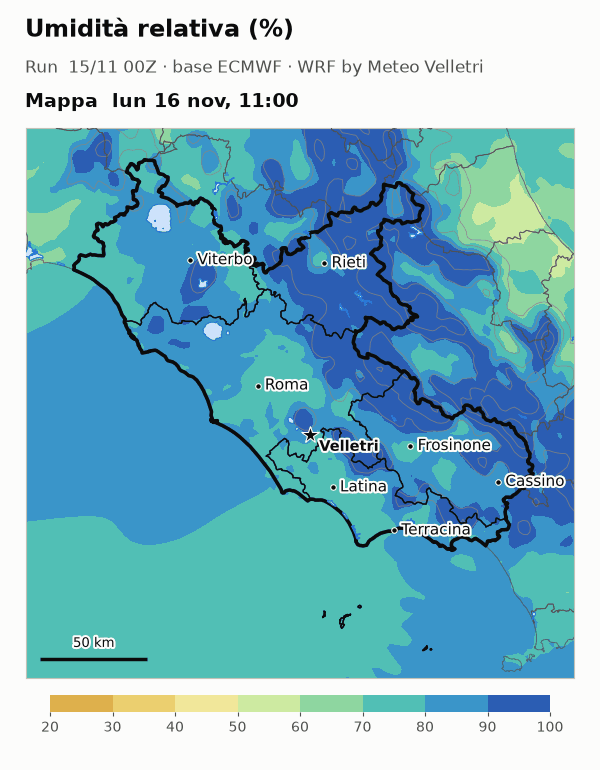 Umidità relativa (%)
Run  15/11 00Z · base ECMWF · WRF by Meteo Velletri
Mappa  lun 16 nov, 11:00
Viterbo
Rieti
Roma
Velletri
Frosinone
Latina
Cassino
Terracina
50 km
20 30 40 50 60 70 80 90 100